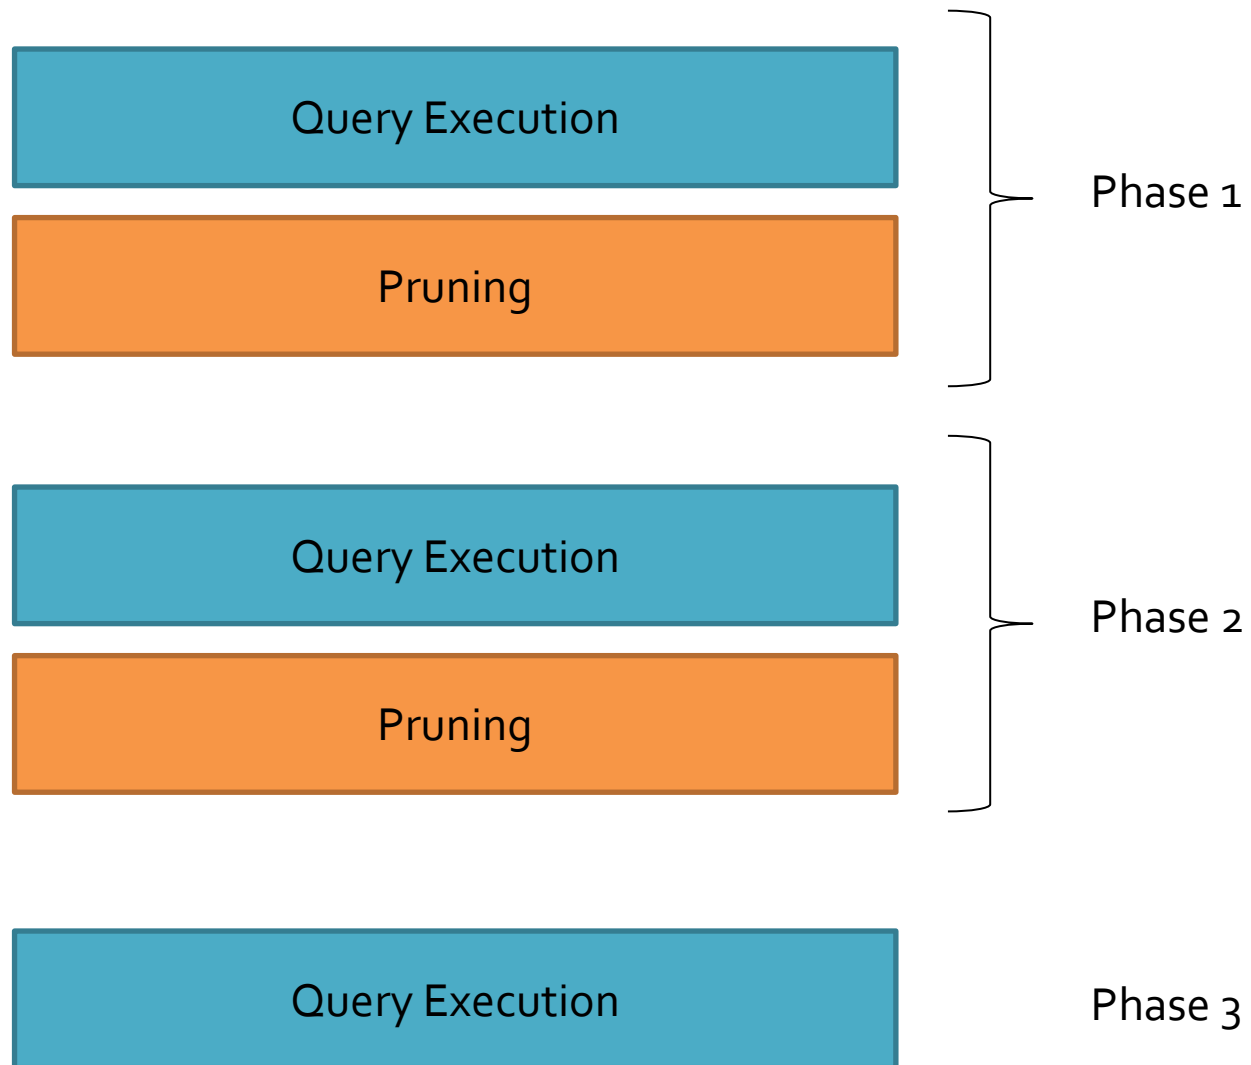 Query Execution
Pruning
Phase 1
Query Execution
Pruning
Phase 2
Query Execution
Phase 3